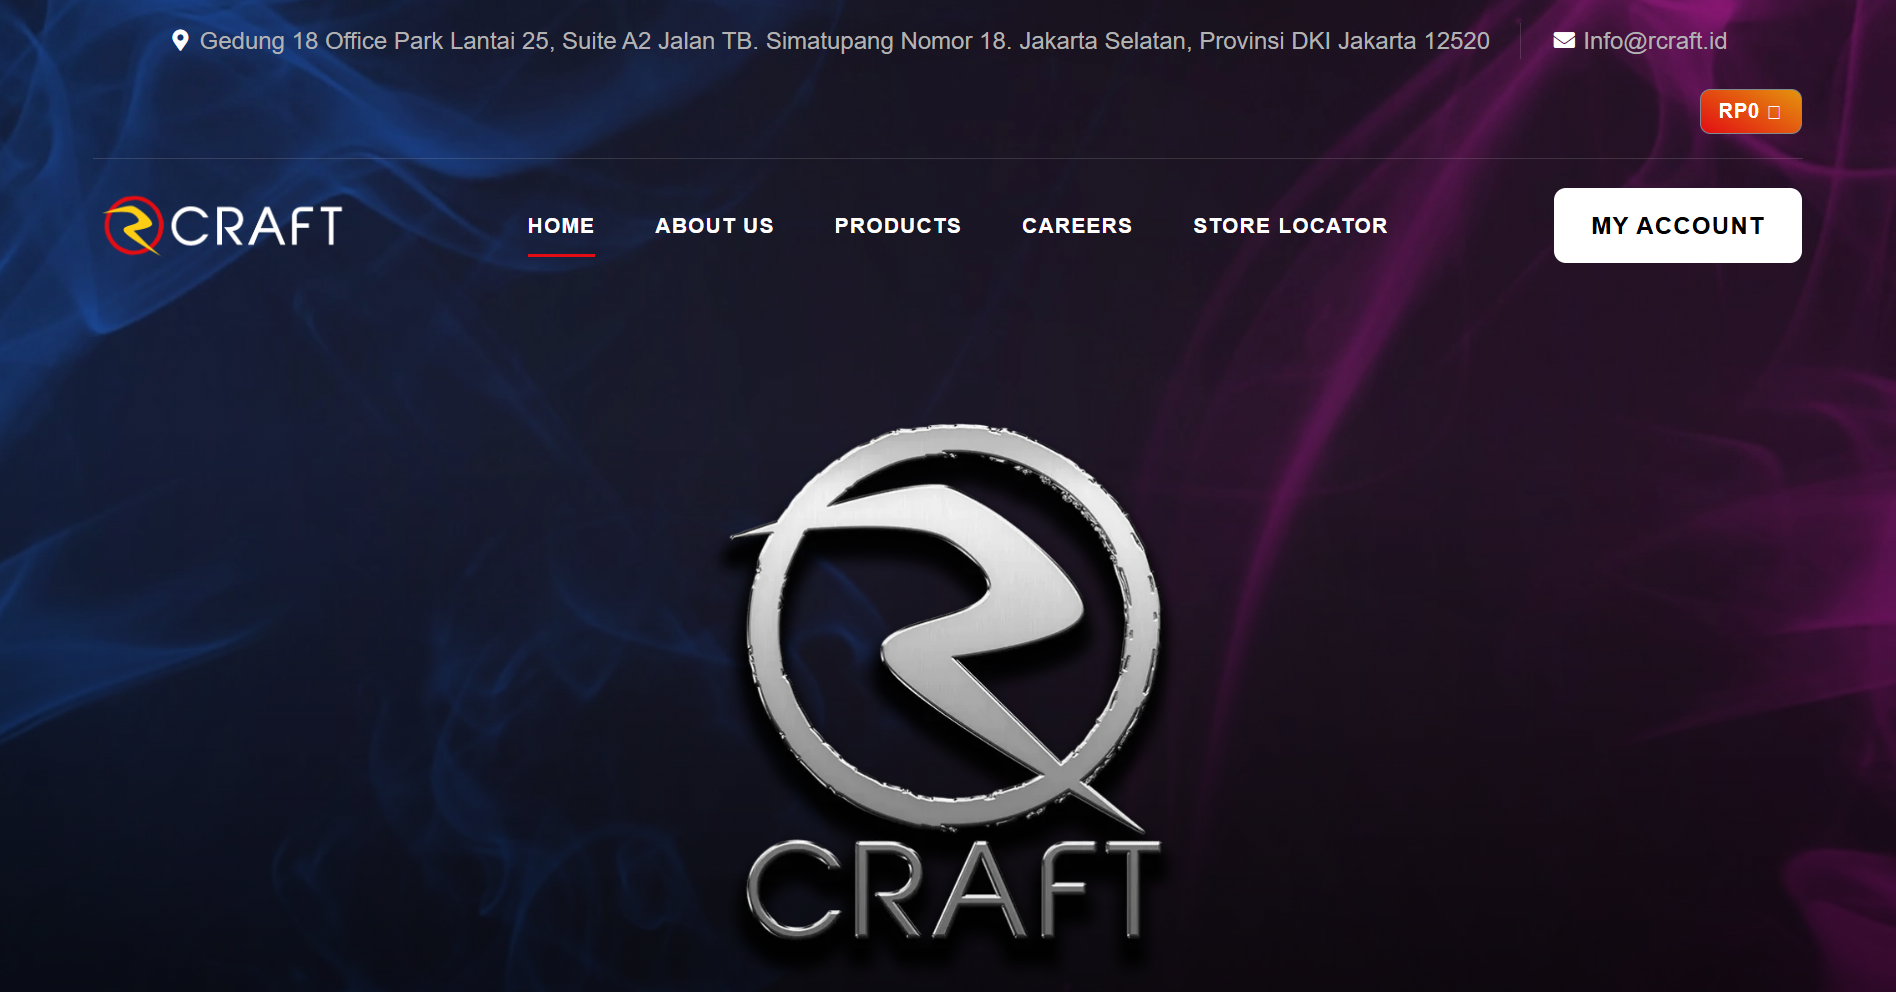 Gedung 18 Office Park Lantai 25, Suite A2 Jalan TB. Simatupang Nomor 18. Jakarta Selatan, Provinsi DKI Jakarta 12520
Info@rcraft.id
RP0
R CRAFT
HOME
ABOUT US
PRODUCTS
CAREERS
STORE LOCATOR
MY ACCOUNT
R
CRAFT